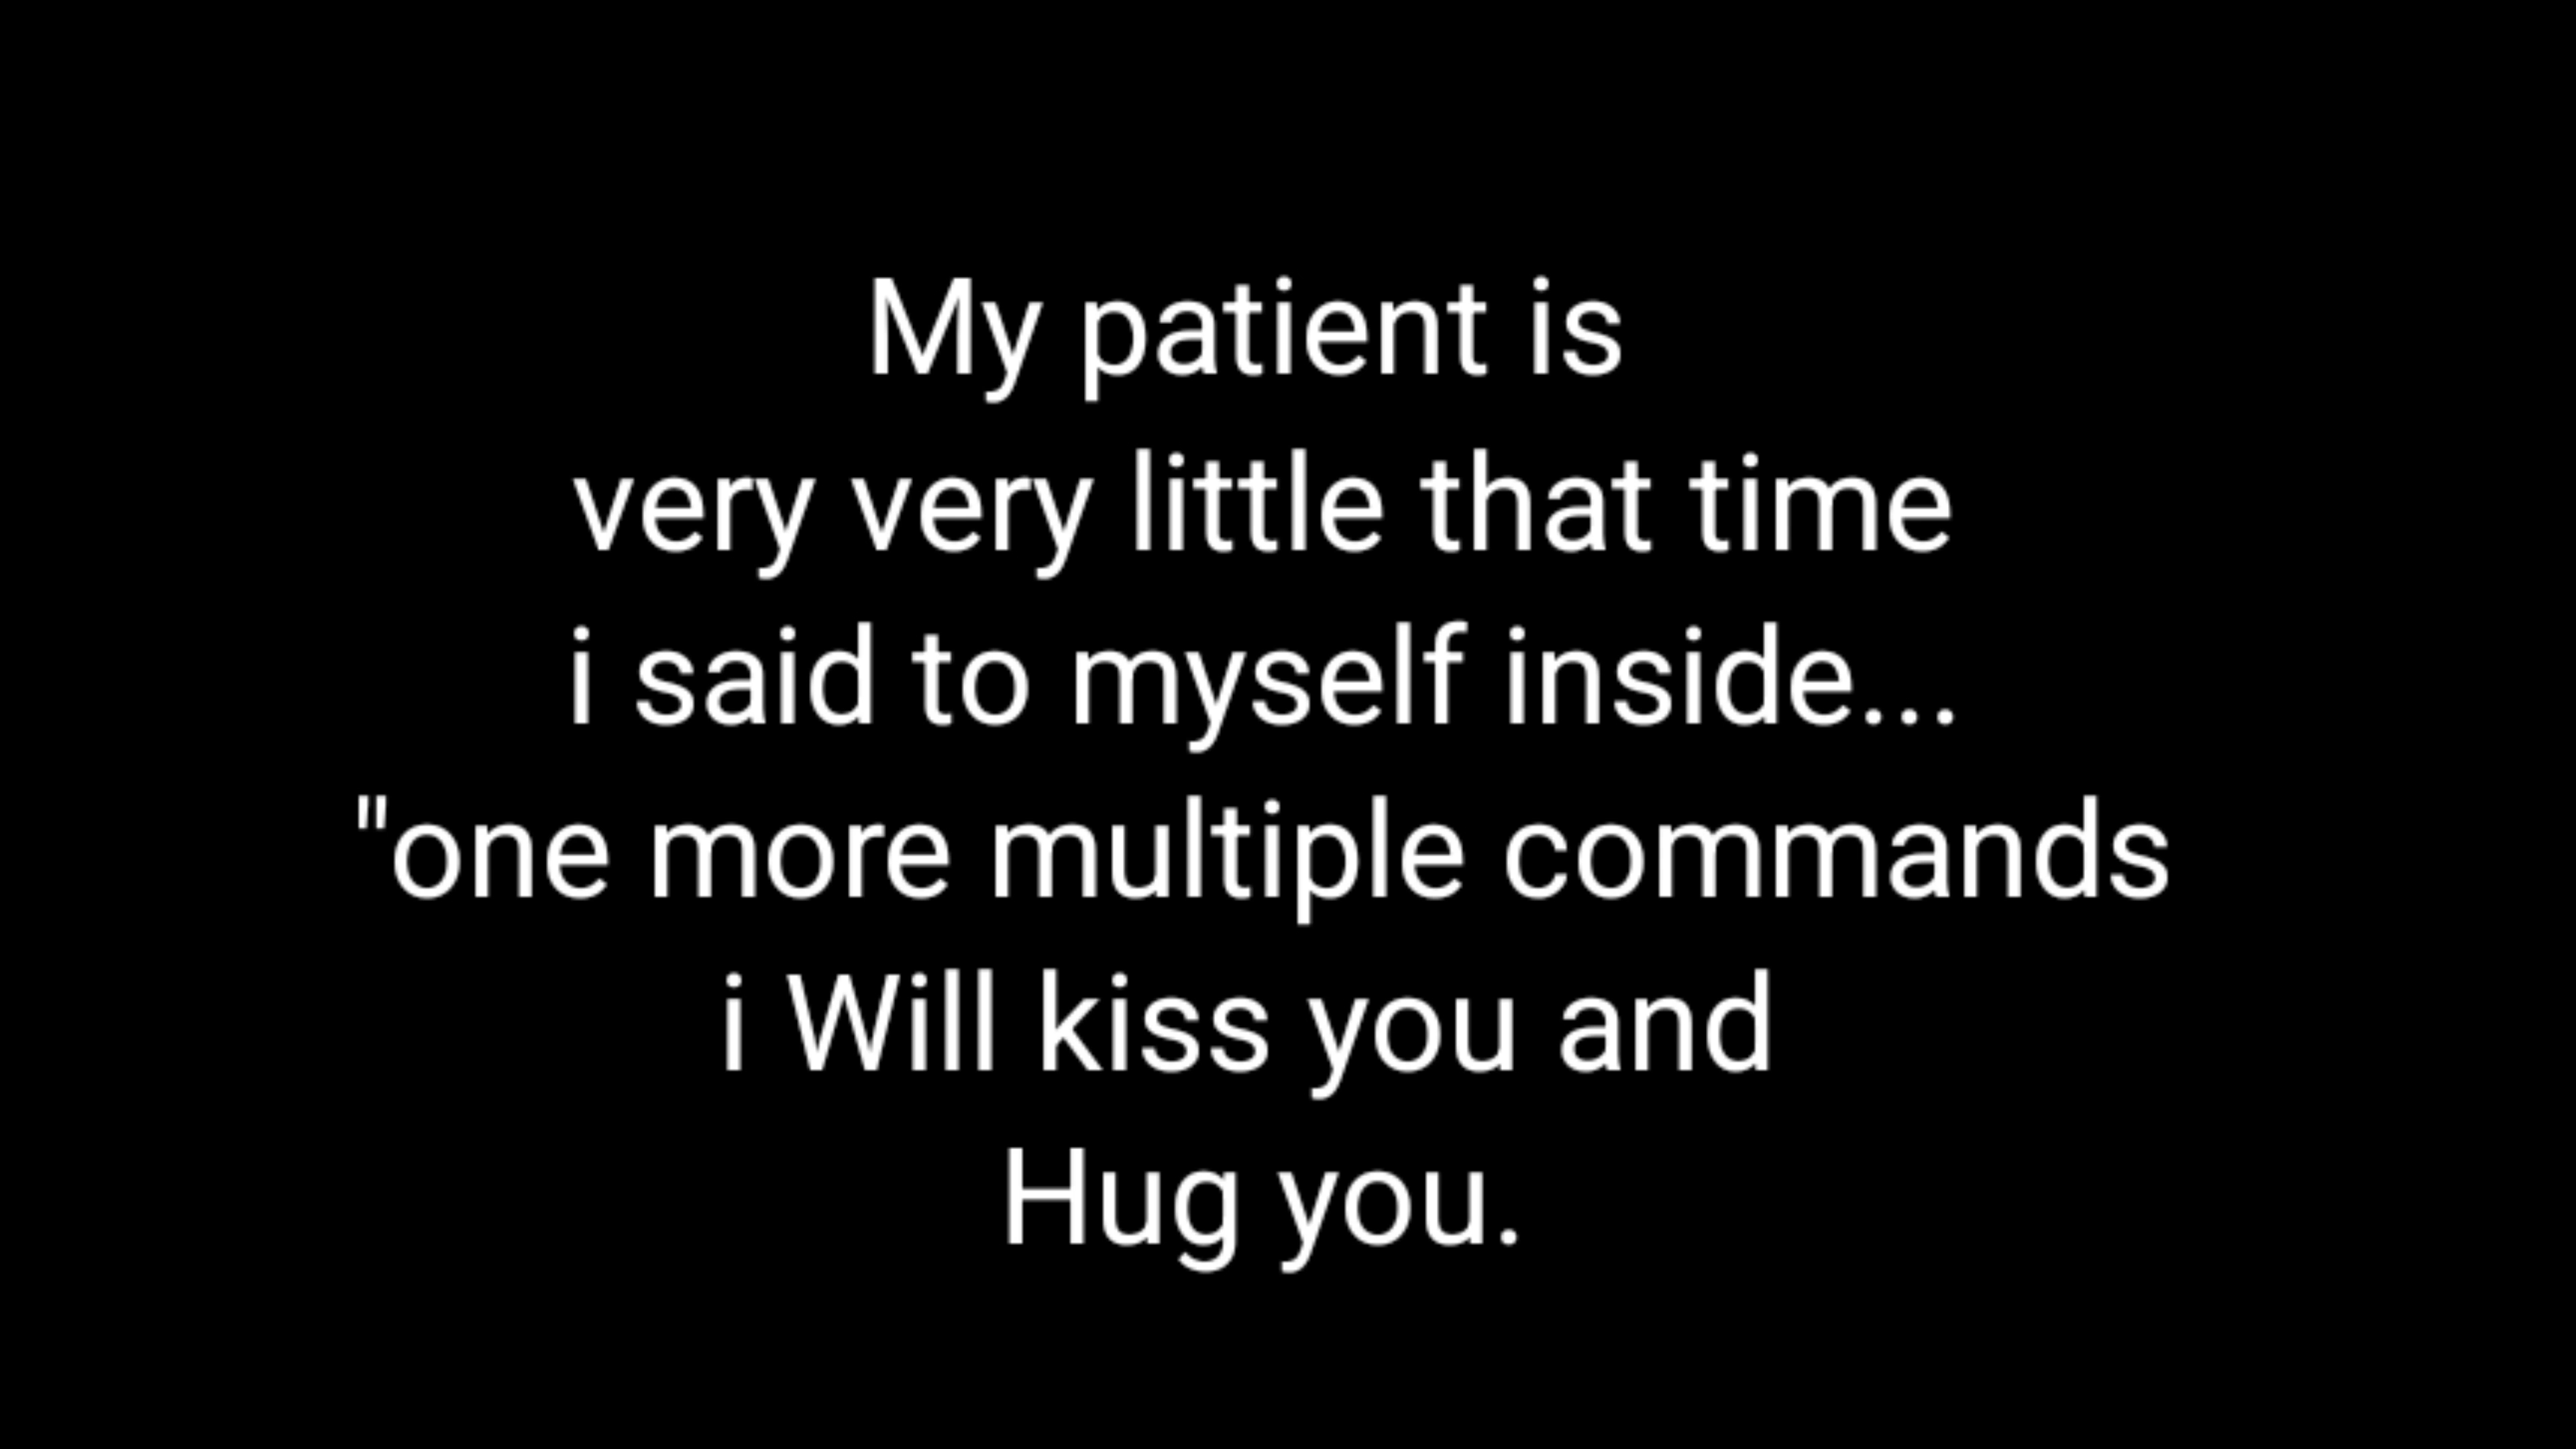 My patient is
very very little that time
i said to myself inside...
"one more multiple commands
i Will kiss you and
Hug you.